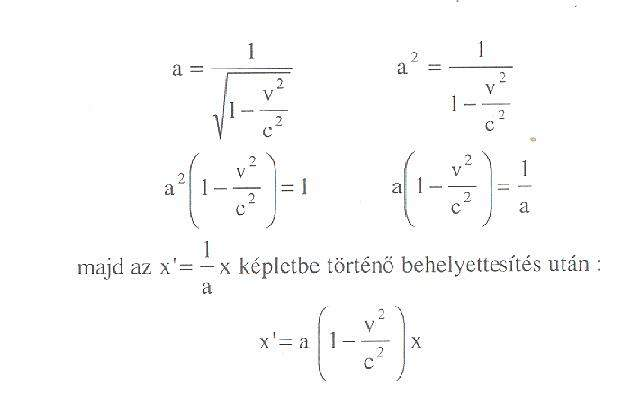 a = 1 / √(1 − v²/c²)    a² = 1 / (1 − v²/c²)
a²(1 − v²/c²) = 1    a(1 − v²/c²) = 1/a
majd az x'= 1/a x képletbe történő behelyettesítés után :
x'= a (1 − v²/c²) x